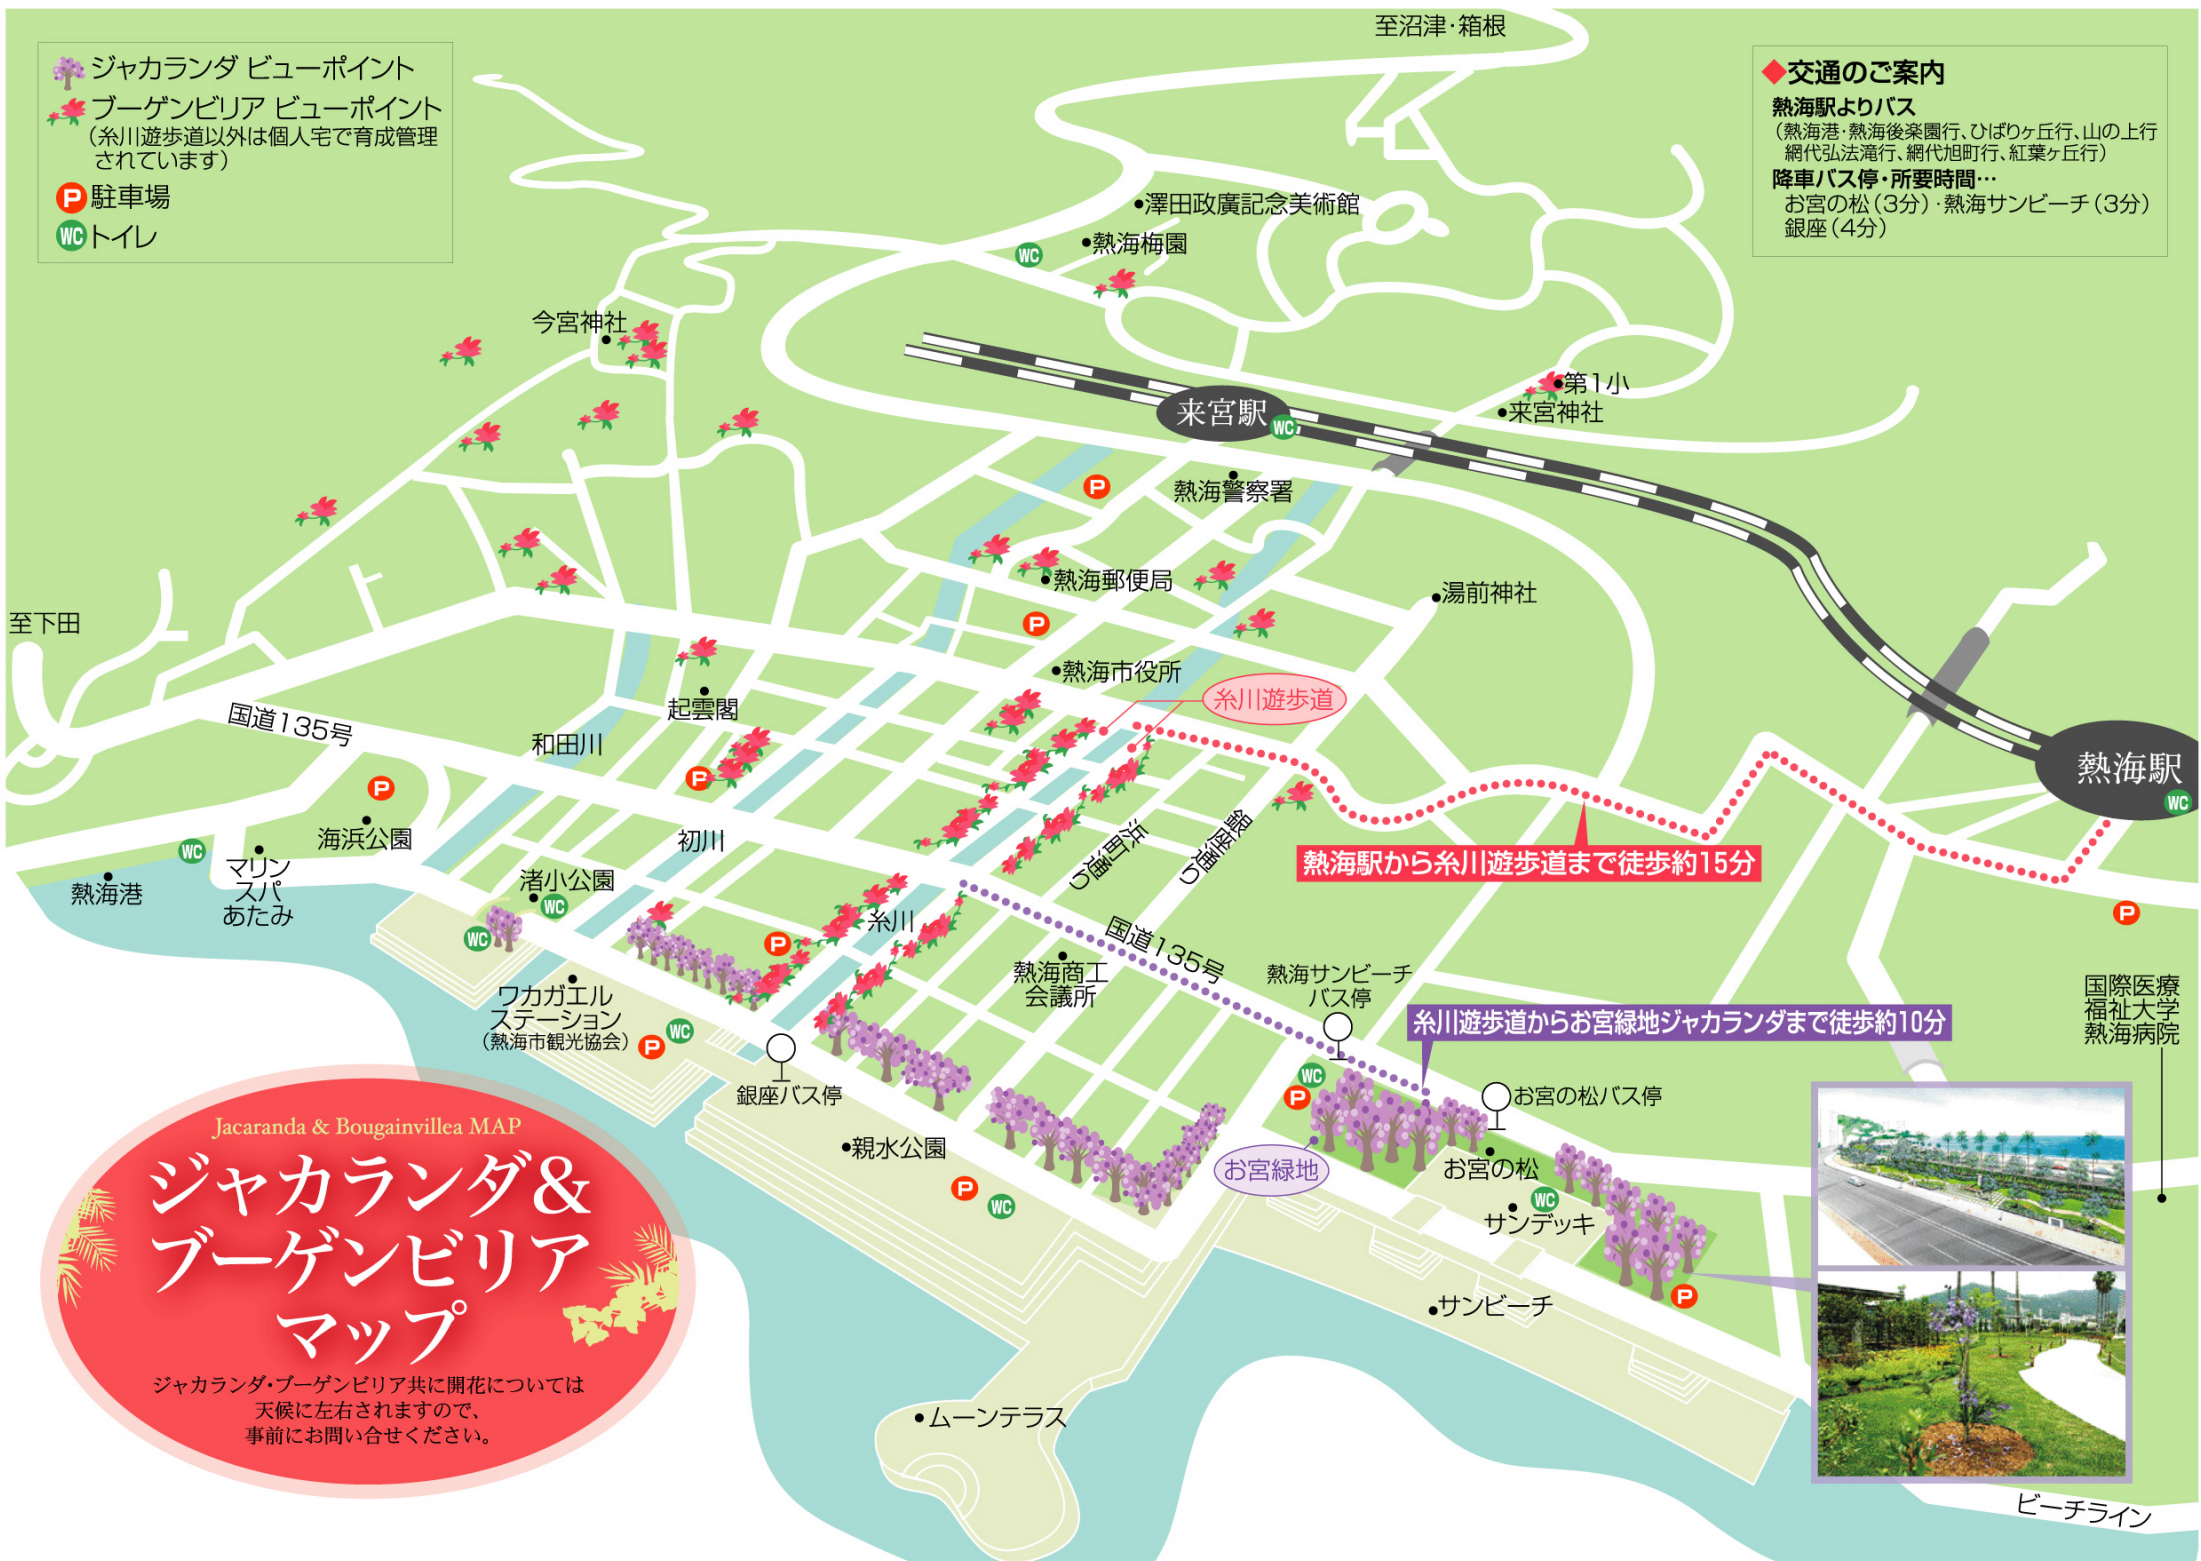 至沼津・箱根
ジャカランダ ビューポイント
ブーゲンビリア ビューポイント
(糸川遊歩道以外は個人宅で育成管理
されています)
P 駐車場
WC トイレ
◆交通のご案内
熱海駅よりバス
(熱海港・熱海後楽園行、ひばりヶ丘行、山の上行
網代弘法滝行、網代旭町行、紅葉ヶ丘行)
降車バス停・所要時間…
お宮の松(3分)・熱海サンビーチ(3分)
銀座(4分)
澤田政廣記念美術館
熱海梅園
WC
今宮神社
第1小
来宮神社
来宮駅
WC
P
熱海警察署
熱海郵便局
湯前神社
至下田
P
熱海市役所
糸川遊歩道
起雲閣
国道135号
和田川
熱海駅
WC
P
P
海浜公園
初川
浜町通り
銀座通り
熱海駅から糸川遊歩道まで徒歩約15分
WC
マリン
スパ
あたみ
熱海港
渚小公園
WC
WC
P
糸川
P
国道135号
熱海商工
会議所
熱海サンビーチ
バス停
糸川遊歩道からお宮緑地ジャカランダまで徒歩約10分
国際医療
福祉大学
熱海病院
ワカガエル
ステーション
(熱海市観光協会)
P
WC
銀座バス停
WC
P
お宮の松バス停
親水公園
お宮緑地
お宮の松
P
WC
WC
サンデッキ
P
サンビーチ
ムーンテラス
ビーチライン
Jacaranda & Bougainvillea MAP
ジャカランダ&
ブーゲンビリア
マップ
ジャカランダ・ブーゲンビリア共に開花については
天候に左右されますので、
事前にお問い合せください。